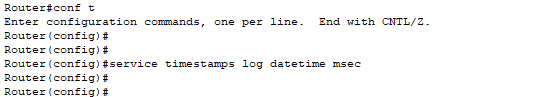 Router#conf t
Enter configuration commands, one per line.  End with CNTL/Z.
Router(config)#
Router(config)#
Router(config)#service timestamps log datetime msec
Router(config)#
Router(config)#